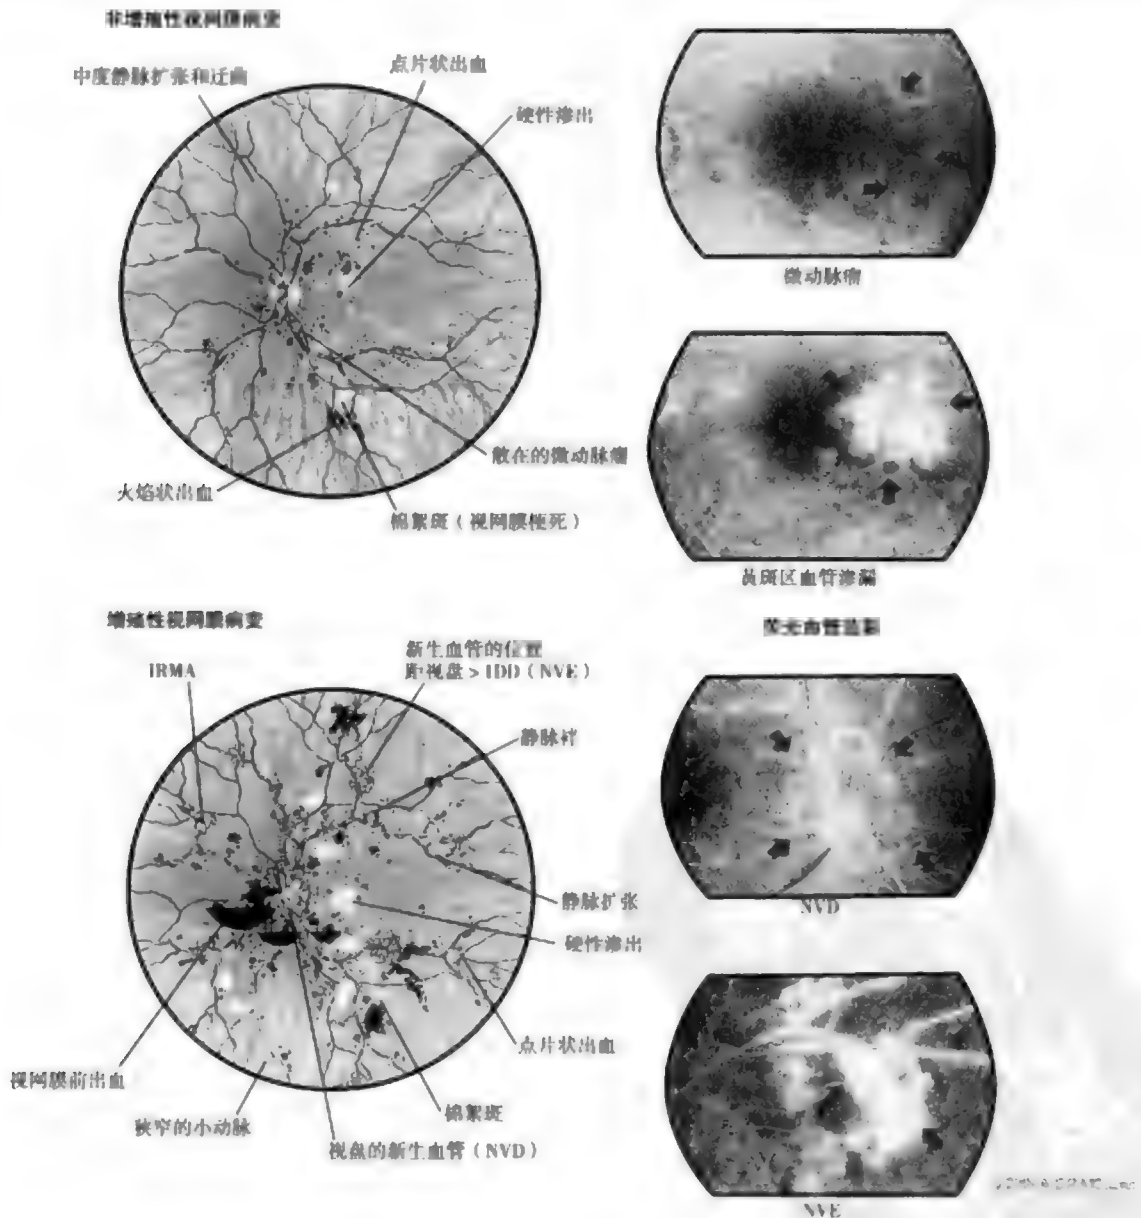 非增殖性视网膜病变
中度静脉扩张和迂曲
点片状出血
硬性渗出
微动脉瘤
散在的微动脉瘤
火焰状出血
锦絮斑（视网膜梗死）
黄斑区血管渗漏
增殖性视网膜病变
荧光血管造影
IRMA
新生血管的位置
距视盘＞1DD（NVE）
静脉袢
静脉扩张
硬性渗出
NVD
点片状出血
视网膜前出血
狭窄的小动脉
锦絮斑
视盘的新生血管（NVD）
NVE